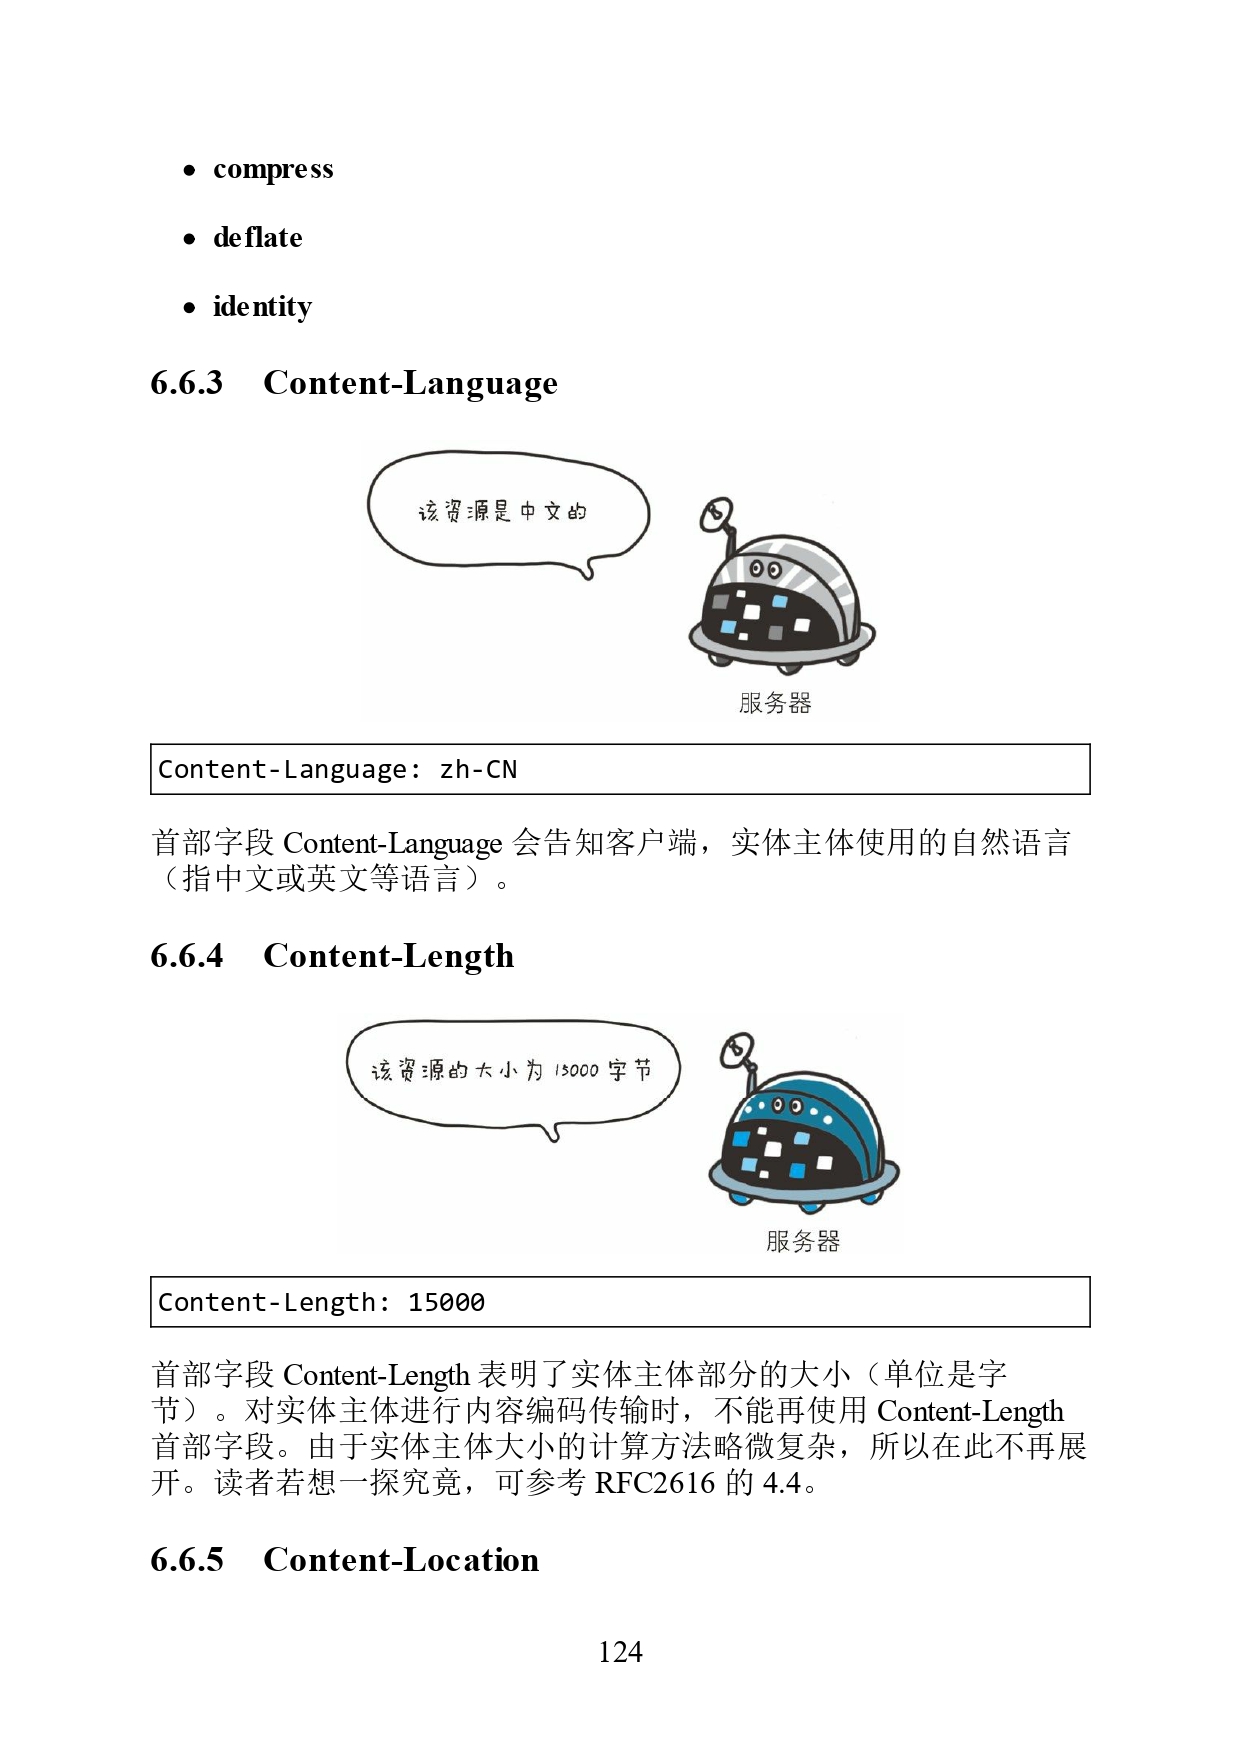 • compress
• deflate
• identity
6.6.3 Content-Language
该资源是中文的
服务器
Content-Language: zh-CN
首部字段 Content-Language 会告知客户端，实体主体使用的自然语言
（指中文或英文等语言）。
6.6.4 Content-Length
该资源的大小为 15000 字节
服务器
Content-Length: 15000
首部字段 Content-Length 表明了实体主体部分的大小（单位是字
节）。对实体主体进行内容编码传输时，不能再使用 Content-Length
首部字段。由于实体主体大小的计算方法略微复杂，所以在此不再展
开。读者若想一探究竟，可参考 RFC2616 的 4.4。
6.6.5 Content-Location
124